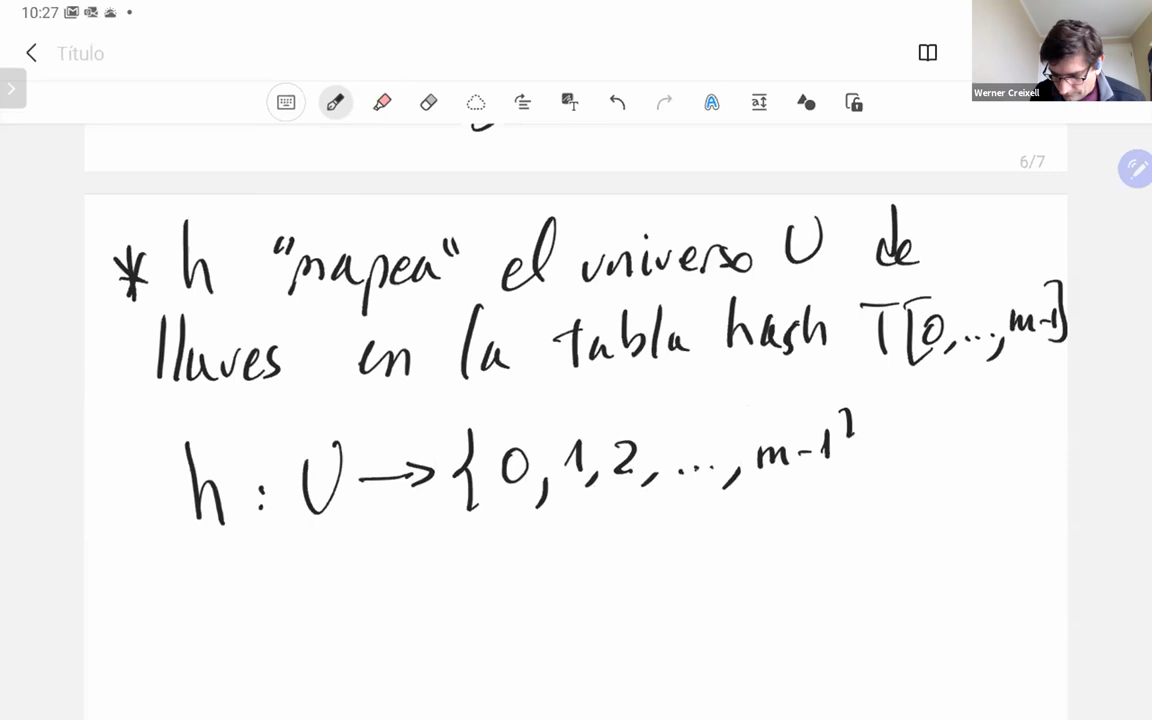 10:27
Título
Werner Creixell
6/7
* h "mapea" el universo U de
llaves en la tabla hash T[0,...,m-1]
h : U → {0, 1, 2, ..., m-1}